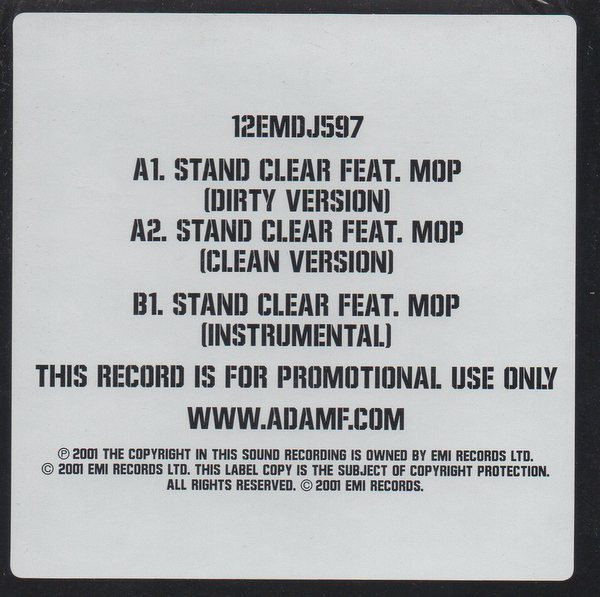 12EMDJ597
A1. STAND CLEAR FEAT. MOP
(DIRTY VERSION)
A2. STAND CLEAR FEAT. MOP
(CLEAN VERSION)
B1. STAND CLEAR FEAT. MOP
(INSTRUMENTAL)
THIS RECORD IS FOR PROMOTIONAL USE ONLY
WWW.ADAMF.COM
℗ 2001 THE COPYRIGHT IN THIS SOUND RECORDING IS OWNED BY EMI RECORDS LTD.
© 2001 EMI RECORDS LTD. THIS LABEL COPY IS THE SUBJECT OF COPYRIGHT PROTECTION.
ALL RIGHTS RESERVED. © 2001 EMI RECORDS.